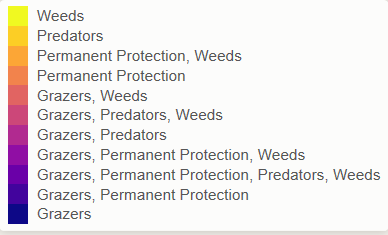 Weeds
Predators
Permanent Protection, Weeds
Permanent Protection
Grazers, Weeds
Grazers, Predators, Weeds
Grazers, Predators
Grazers, Permanent Protection, Weeds
Grazers, Permanent Protection, Predators, Weeds
Grazers, Permanent Protection
Grazers